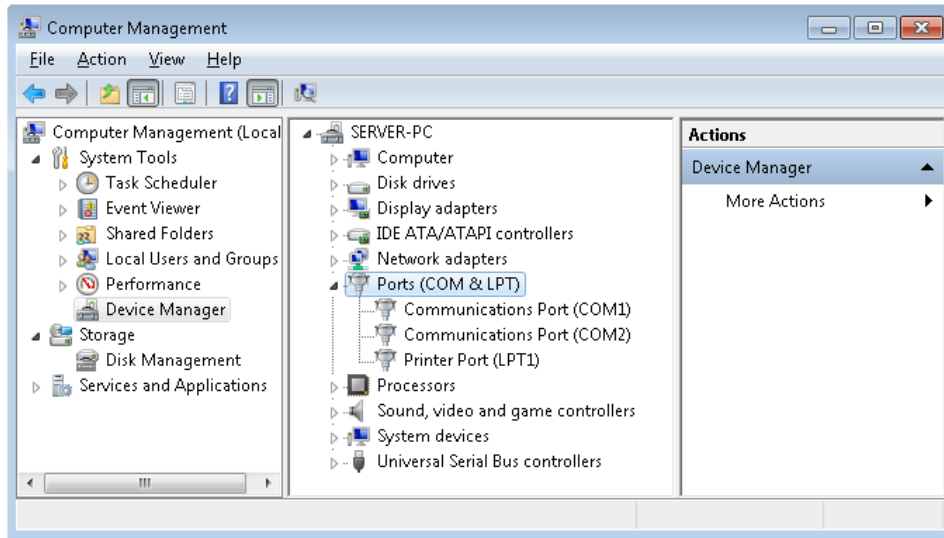 Computer Management
File Action View Help
Computer Management (Local
System Tools
Task Scheduler
Event Viewer
Shared Folders
Local Users and Groups
Performance
Device Manager
Storage
Disk Management
Services and Applications
SERVER-PC
Computer
Disk drives
Display adapters
IDE ATA/ATAPI controllers
Network adapters
Ports (COM & LPT)
Communications Port (COM1)
Communications Port (COM2)
Printer Port (LPT1)
Processors
Sound, video and game controllers
System devices
Universal Serial Bus controllers
Actions
Device Manager
More Actions